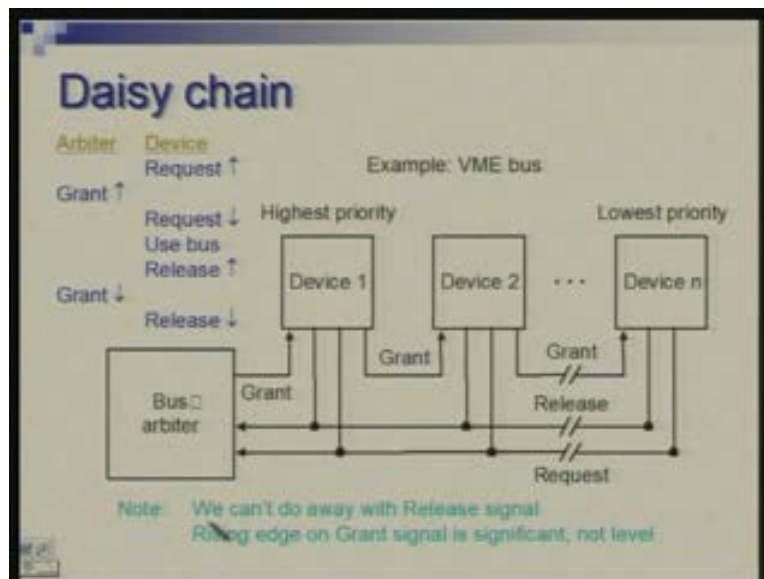 Daisy chain
Arbiter Device
Request ↑
Example: VME bus
Grant ↑
Request ↓
Highest priority
Lowest priority
Use bus
Release ↑
Grant ↓
Release ↓
Device 1
Device 2
...
Device n
Grant
Grant
Grant
Bus
arbiter
Release
Request
Note: We can't do away with Release signal
Rising edge on Grant signal is significant, not level